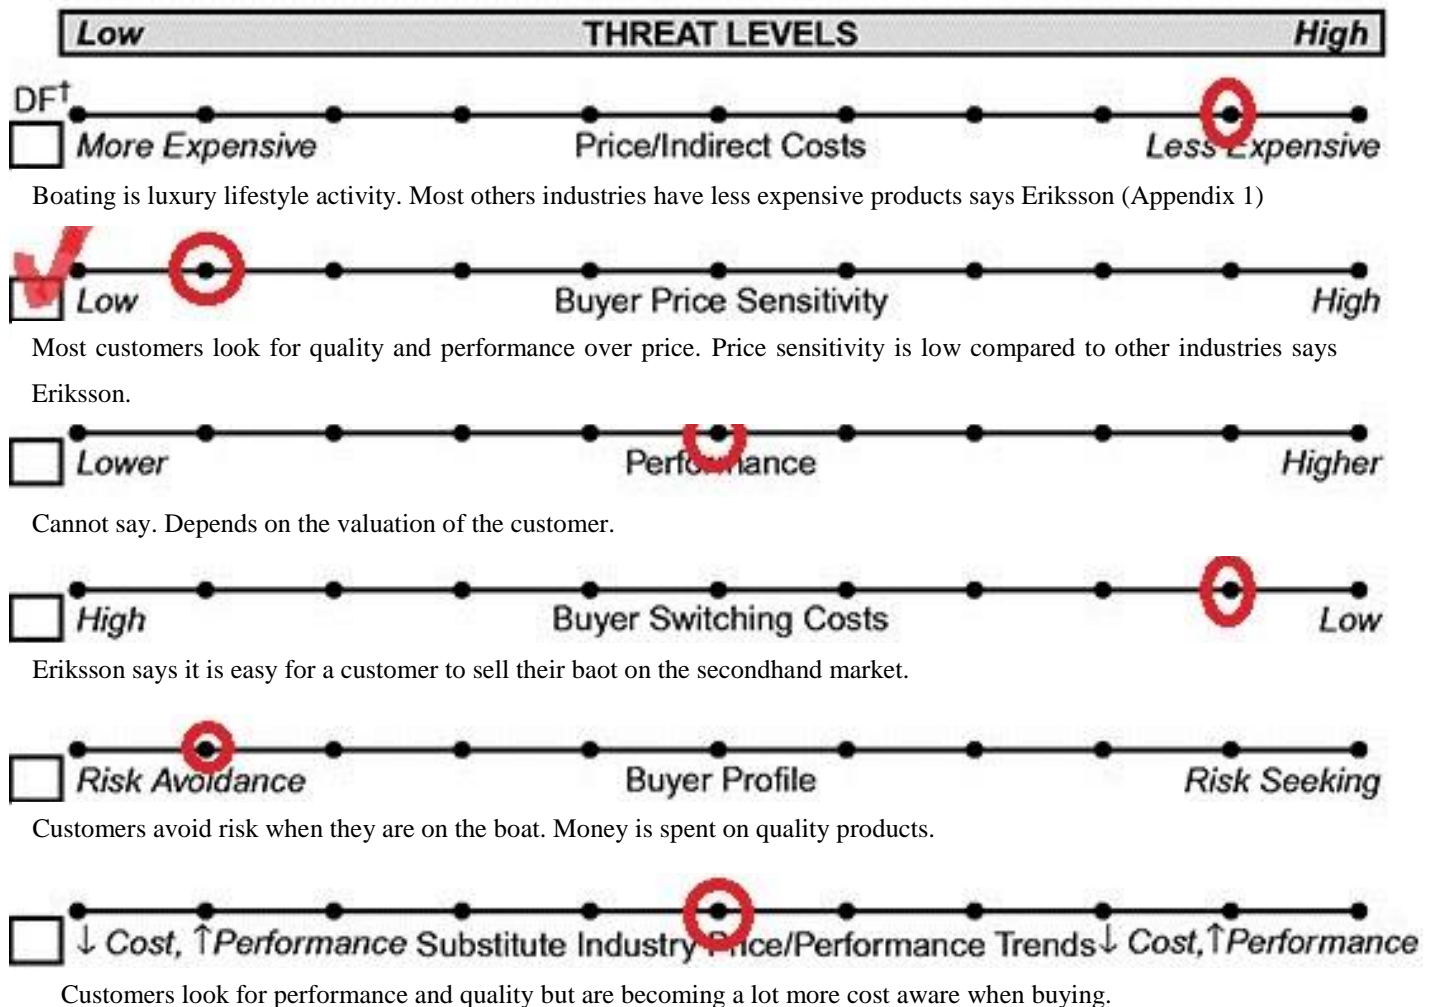 Low THREAT LEVELS High
DF†
More Expensive Price/Indirect Costs Less Expensive
Boating is luxury lifestyle activity. Most others industries have less expensive products says Eriksson (Appendix 1)
Low Buyer Price Sensitivity High
Most customers look for quality and performance over price. Price sensitivity is low compared to other industries says
Eriksson.
Lower Performance Higher
Cannot say. Depends on the valuation of the customer.
High Buyer Switching Costs Low
Eriksson says it is easy for a customer to sell their baot on the secondhand market.
Risk Avoidance Buyer Profile Risk Seeking
Customers avoid risk when they are on the boat. Money is spent on quality products.
↓ Cost, ↑Performance Substitute Industry Price/Performance Trends ↓ Cost,↑Performance
Customers look for performance and quality but are becoming a lot more cost aware when buying.